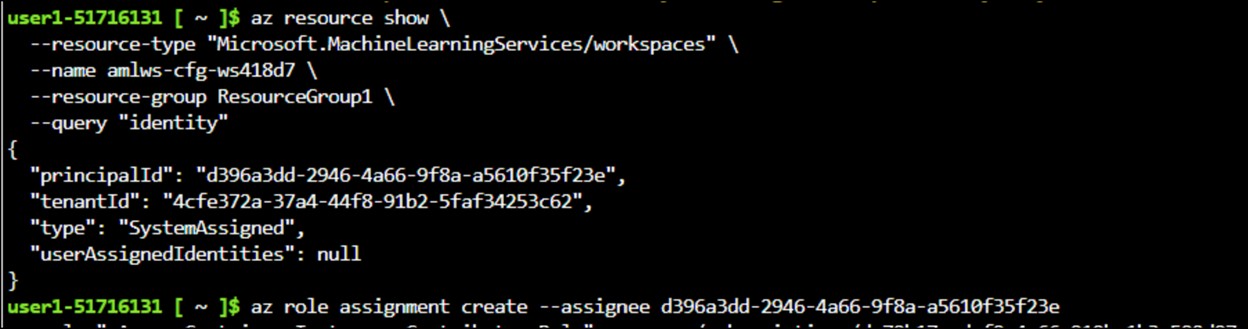 user1-51716131 [ ~ ]$ az resource show \
  --resource-type "Microsoft.MachineLearningServices/workspaces" \
  --name amlws-cfg-ws418d7 \
  --resource-group ResourceGroup1 \
  --query "identity"
{
  "principalId": "d396a3dd-2946-4a66-9f8a-a5610f35f23e",
  "tenantId": "4cfe372a-37a4-44f8-91b2-5faf34253c62",
  "type": "SystemAssigned",
  "userAssignedIdentities": null
}
user1-51716131 [ ~ ]$ az role assignment create --assignee d396a3dd-2946-4a66-9f8a-a5610f35f23e